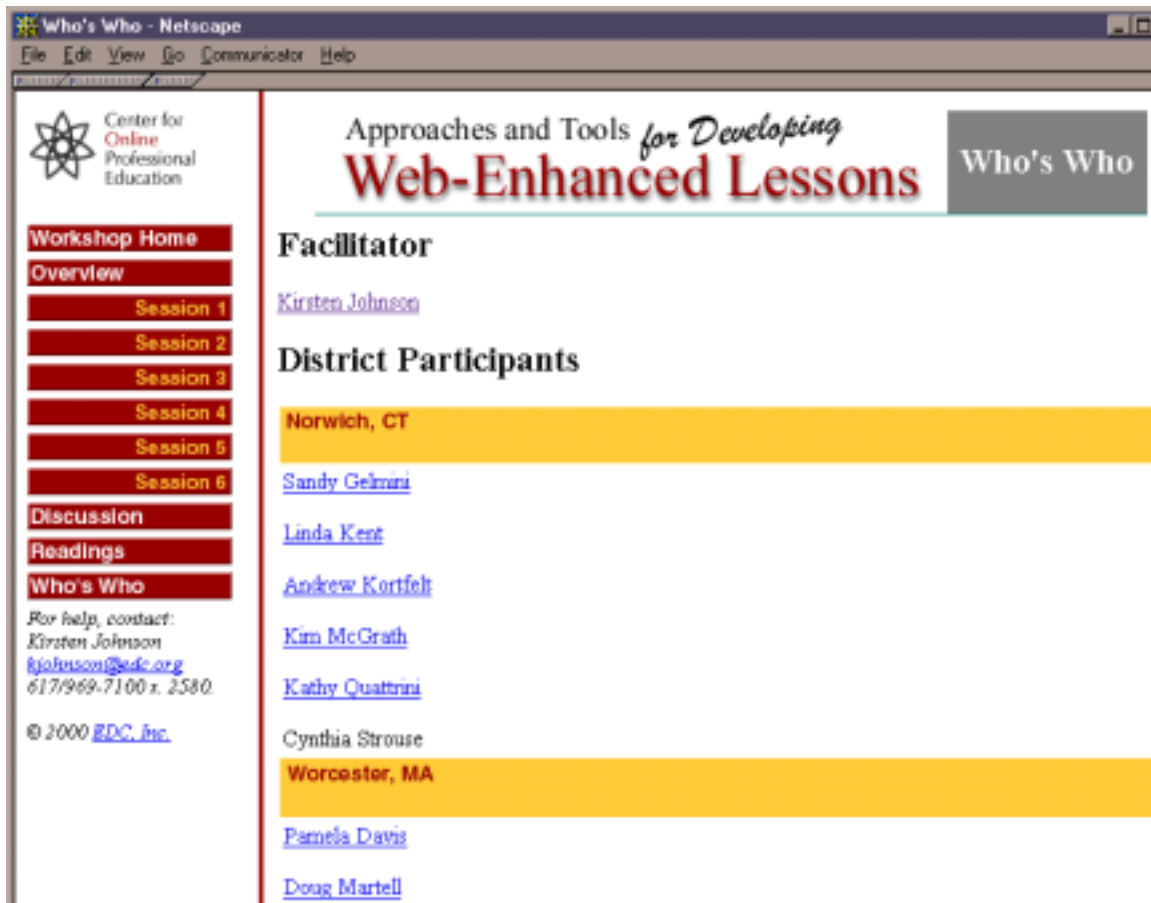 Who's Who - Netscape
File Edit View Go Communicator Help
Center for
Online
Professional
Education
Approaches and Tools for Developing
Web-Enhanced Lessons
Who's Who
Workshop Home
Overview
Session 1
Session 2
Session 3
Session 4
Session 5
Session 6
Discussion
Readings
Who's Who
For help, contact:
Kirsten Johnson
kjohnson@edc.org
617/969-7100 x. 2580.
© 2000 EDC, Inc.
Facilitator
Kirsten Johnson
District Participants
Norwich, CT
Sandy Gelmini
Linda Kent
Andrew Kortfelt
Kim McGrath
Kathy Quattrini
Cynthia Strouse
Worcester, MA
Pamela Davis
Doug Martell